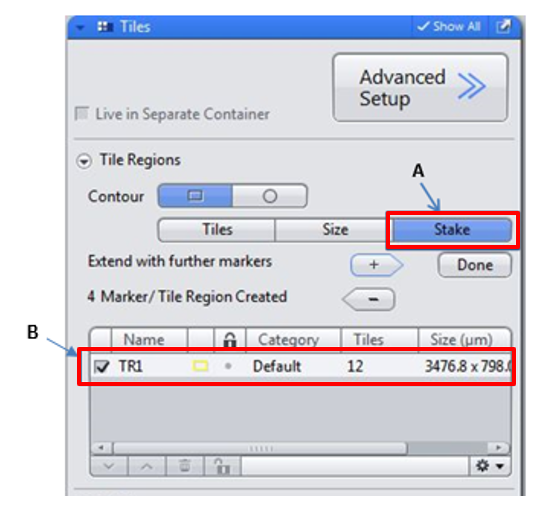 Tiles
Show All
Advanced
Setup
Live in Separate Container
Tile Regions
A
Contour
Tiles Size Stake
Extend with further markers + Done
4 Marker/ Tile Region Created -
B
Name Category Tiles Size (µm)
TR1 Default 12 3476.8 x 798.0